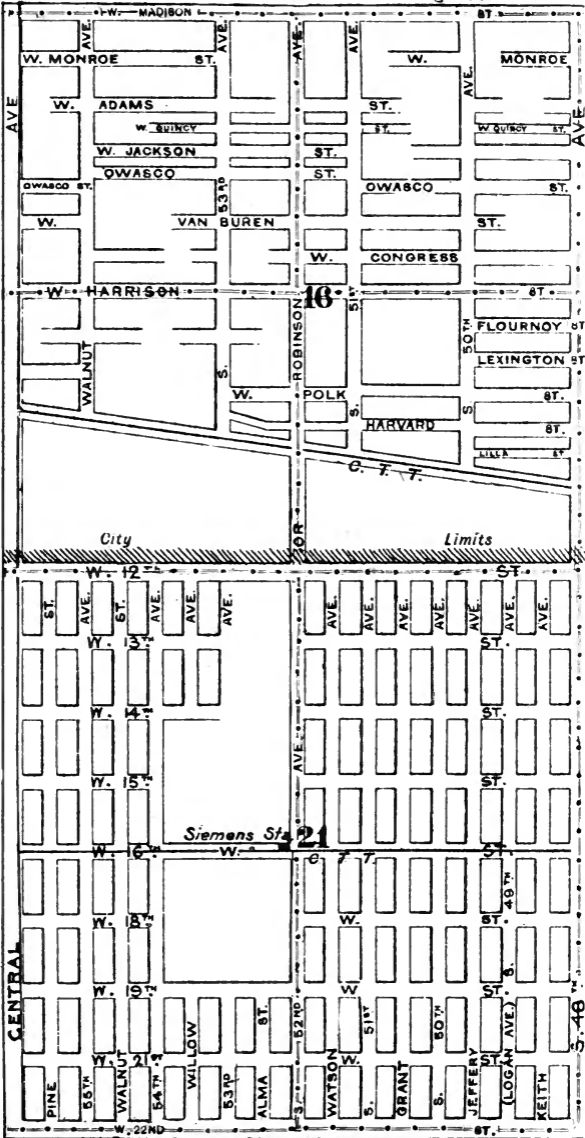 W. MADISON ST.
AVE. AVE. AVE. AVE.
W. MONROE ST. W. MONROE
AVE.
AVE
W. ADAMS ST.
AVE
W. QUINCY ST. W. QUINCY ST.
W. JACKSON ST.
OWASCO ST.
OWASCO ST. OWASCO ST.
53RD
W. VAN BUREN ST.
W. CONGRESS
W. HARRISON 16 ST.
ROBINSON
51ST
50TH
FLOURNOY ST
LEXINGTON ST
WALNUT
S.
W. POLK ST.
S. S.
HARVARD ST.
LILLA ST
C. T. T.
OR
City Limits
W. 12TH ST.
ST. AVE. ST. AVE. AVE. AVE. AVE. AVE. AVE. AVE. AVE. AVE. AVE.
W. 13TH ST.
W. 14TH ST.
AVE.
W. 15TH ST.
Siemens Sta. 21
W. 16TH W. ST.
C T T
49TH
W. 18TH W. ST.
S.
W. 19TH W ST.
CENTRAL
S. 48TH
ST. 52ND 51ST 50TH (LOGAN AVE.)
W. 21ST W. ST.
PINE 55TH WALNUT 54TH WILLOW 53RD ALMA S. WATSON S. GRANT S. JEFFERY KEITH
W. 22ND ST.